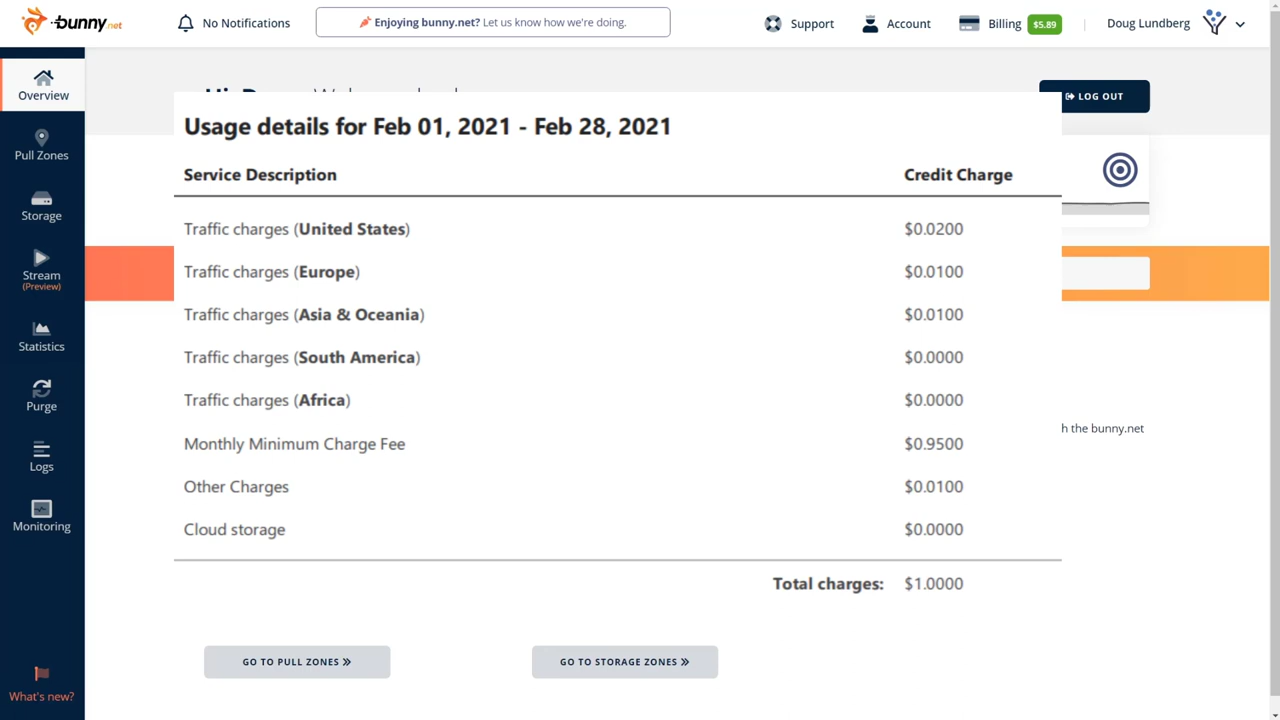 bunny.net
No Notifications
Enjoying bunny.net? Let us know how we're doing.
Support
Account
Billing $5.89
Doug Lundberg
Overview
LOG OUT
Usage details for Feb 01, 2021 - Feb 28, 2021
Pull Zones
Service Description Credit Charge
Storage
Traffic charges (United States) $0.0200
Stream
(Preview)
Traffic charges (Europe) $0.0100
Traffic charges (Asia & Oceania) $0.0100
Statistics
Traffic charges (South America) $0.0000
Purge
Traffic charges (Africa) $0.0000
h the bunny.net
Monthly Minimum Charge Fee $0.9500
Logs
Other Charges $0.0100
Monitoring
Cloud storage $0.0000
Total charges: $1.0000
GO TO PULL ZONES
GO TO STORAGE ZONES
What's new?